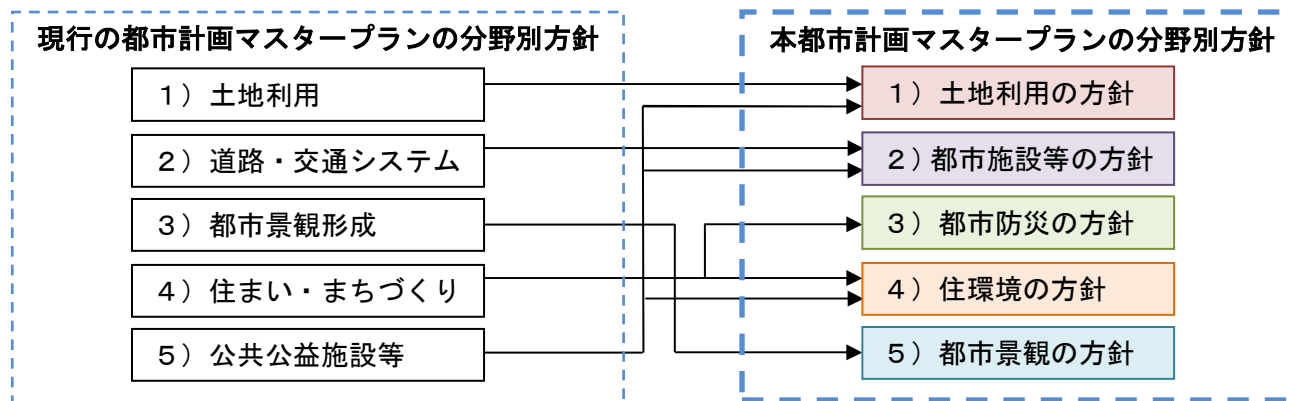 現行の都市計画マスタープランの分野別方針
1）土地利用
2）道路・交通システム
3）都市景観形成
4）住まい・まちづくり
5）公共公益施設等
本都市計画マスタープランの分野別方針
1）土地利用の方針
2）都市施設等の方針
3）都市防災の方針
4）住環境の方針
5）都市景観の方針